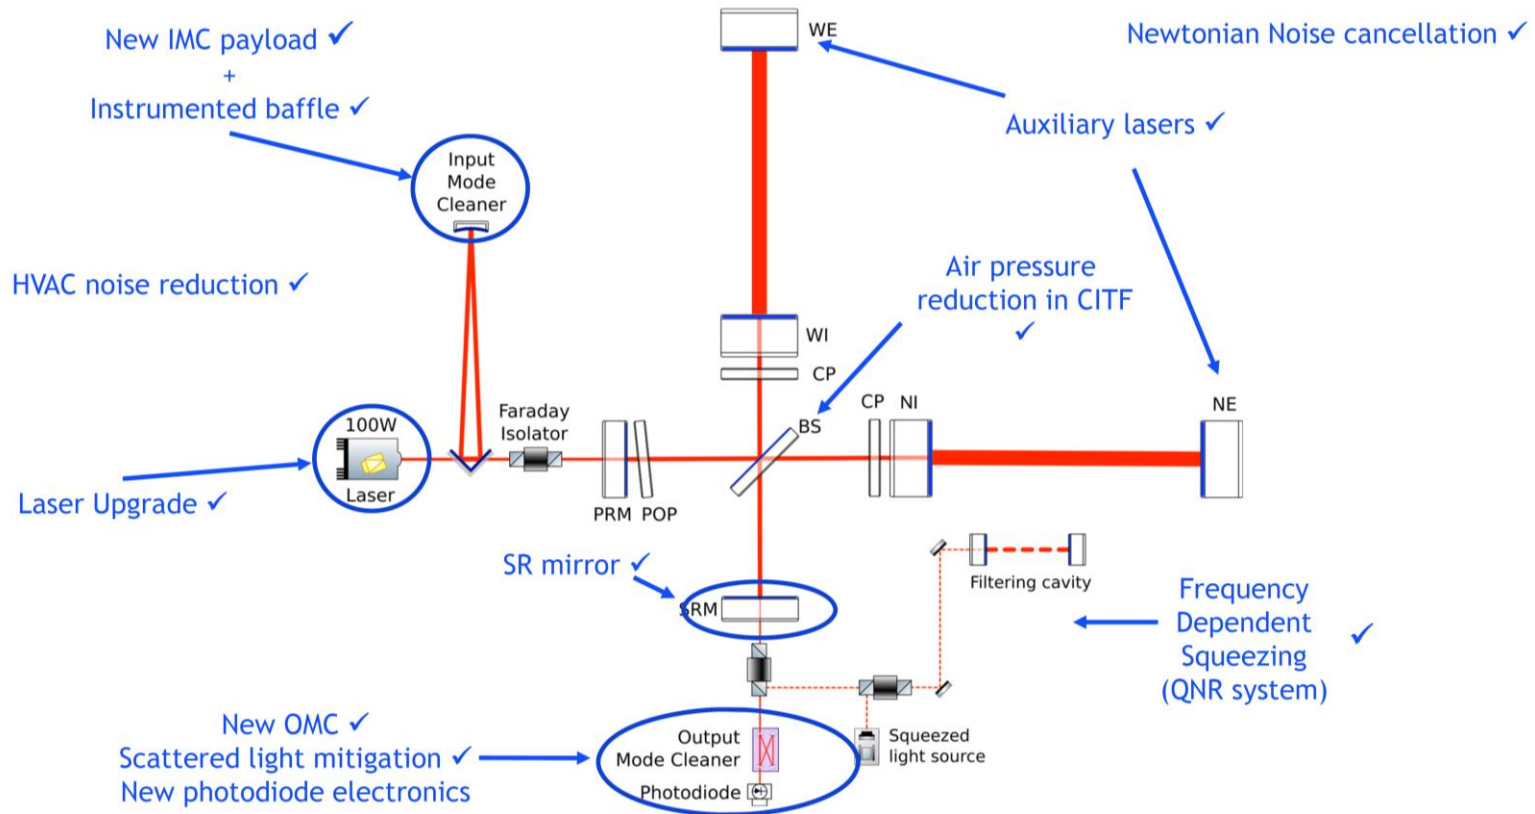 New IMC payload ✓
+
Instrumented baffle ✓
WE
Newtonian Noise cancellation ✓
Auxiliary lasers ✓
Input
Mode
Cleaner
HVAC noise reduction ✓
Air pressure
reduction in CITF
✓
WI
CP
100W
Laser
Faraday
Isolator
BS
CP NI
NE
Laser Upgrade ✓
PRM POP
SR mirror ✓
SRM
Filtering cavity
Frequency
Dependent
Squeezing
(QNR system)
✓
New OMC ✓
Scattered light mitigation ✓
New photodiode electronics
Output
Mode Cleaner
Photodiode
Squeezed
light source